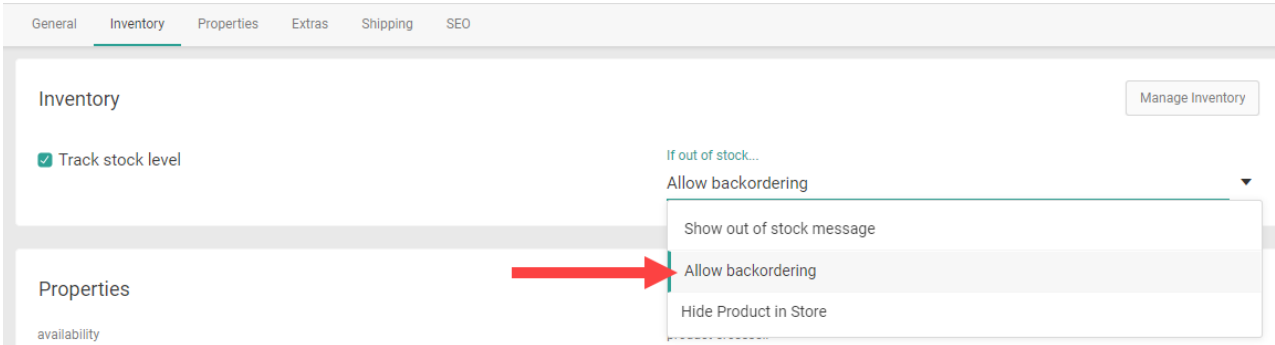 General Inventory Properties Extras Shipping SEO
Inventory
Manage Inventory
Track stock level
If out of stock...
Allow backordering
Show out of stock message
Allow backordering
Hide Product in Store
Properties
availability